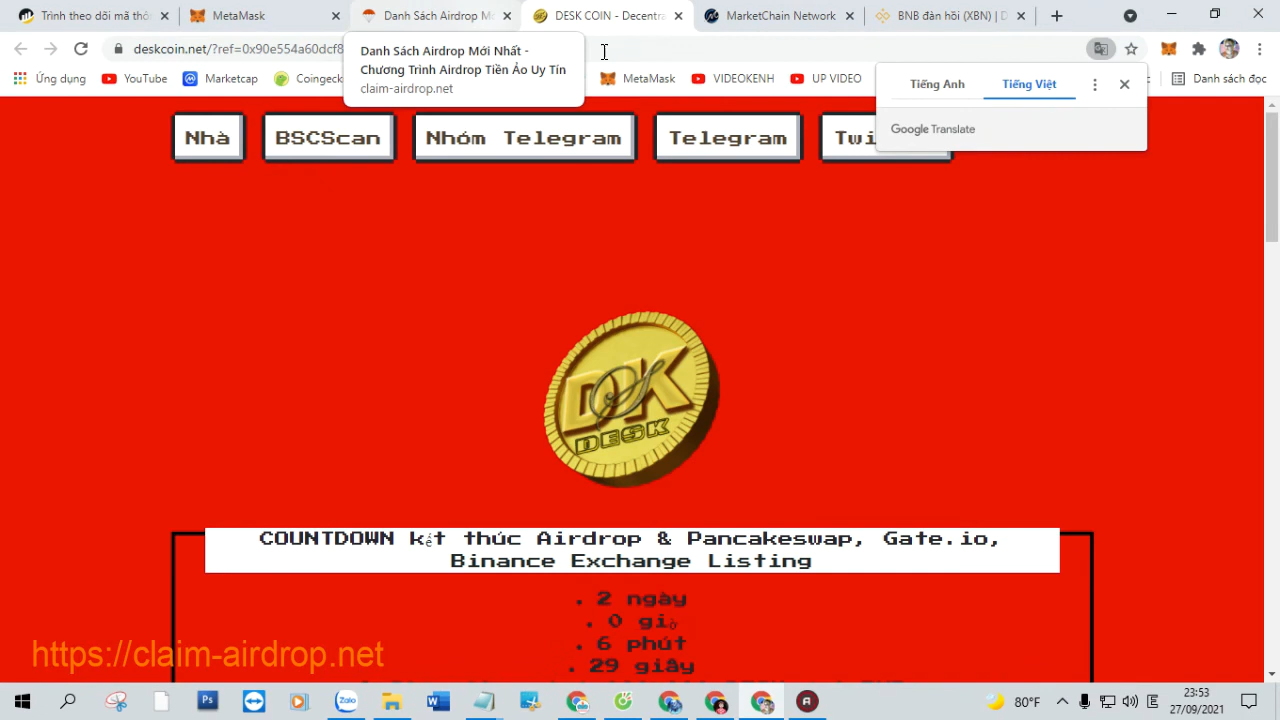 Trình theo dõi mã thôn
MetaMask
Danh Sách Airdrop Mớ
DESK COIN - Decentra
MarketChain Network
BNB đàn hồi (XBN) | D
deskcoin.net/?ref=0x90e554a60dcf8
Danh Sách Airdrop Mới Nhất -
Chương Trình Airdrop Tiền Ảo Uy Tín
claim-airdrop.net
Ứng dụng
YouTube
Marketcap
Coingeck
MetaMask
VIDEOKENH
UP VIDEO
Danh sách đọc
Tiếng Anh
Tiếng Việt
Google Translate
Nhà
BSCScan
Nhóm Telegram
Telegram
Twi
DSK
DESK
COUNTDOWN kết thúc Airdrop & Pancakeswap, Gate.io,
Binance Exchange Listing
. 2 ngày
. 0 giờ
. 6 phút
. 29 giây
https://claim-airdrop.net
80°F
23:53
27/09/2021